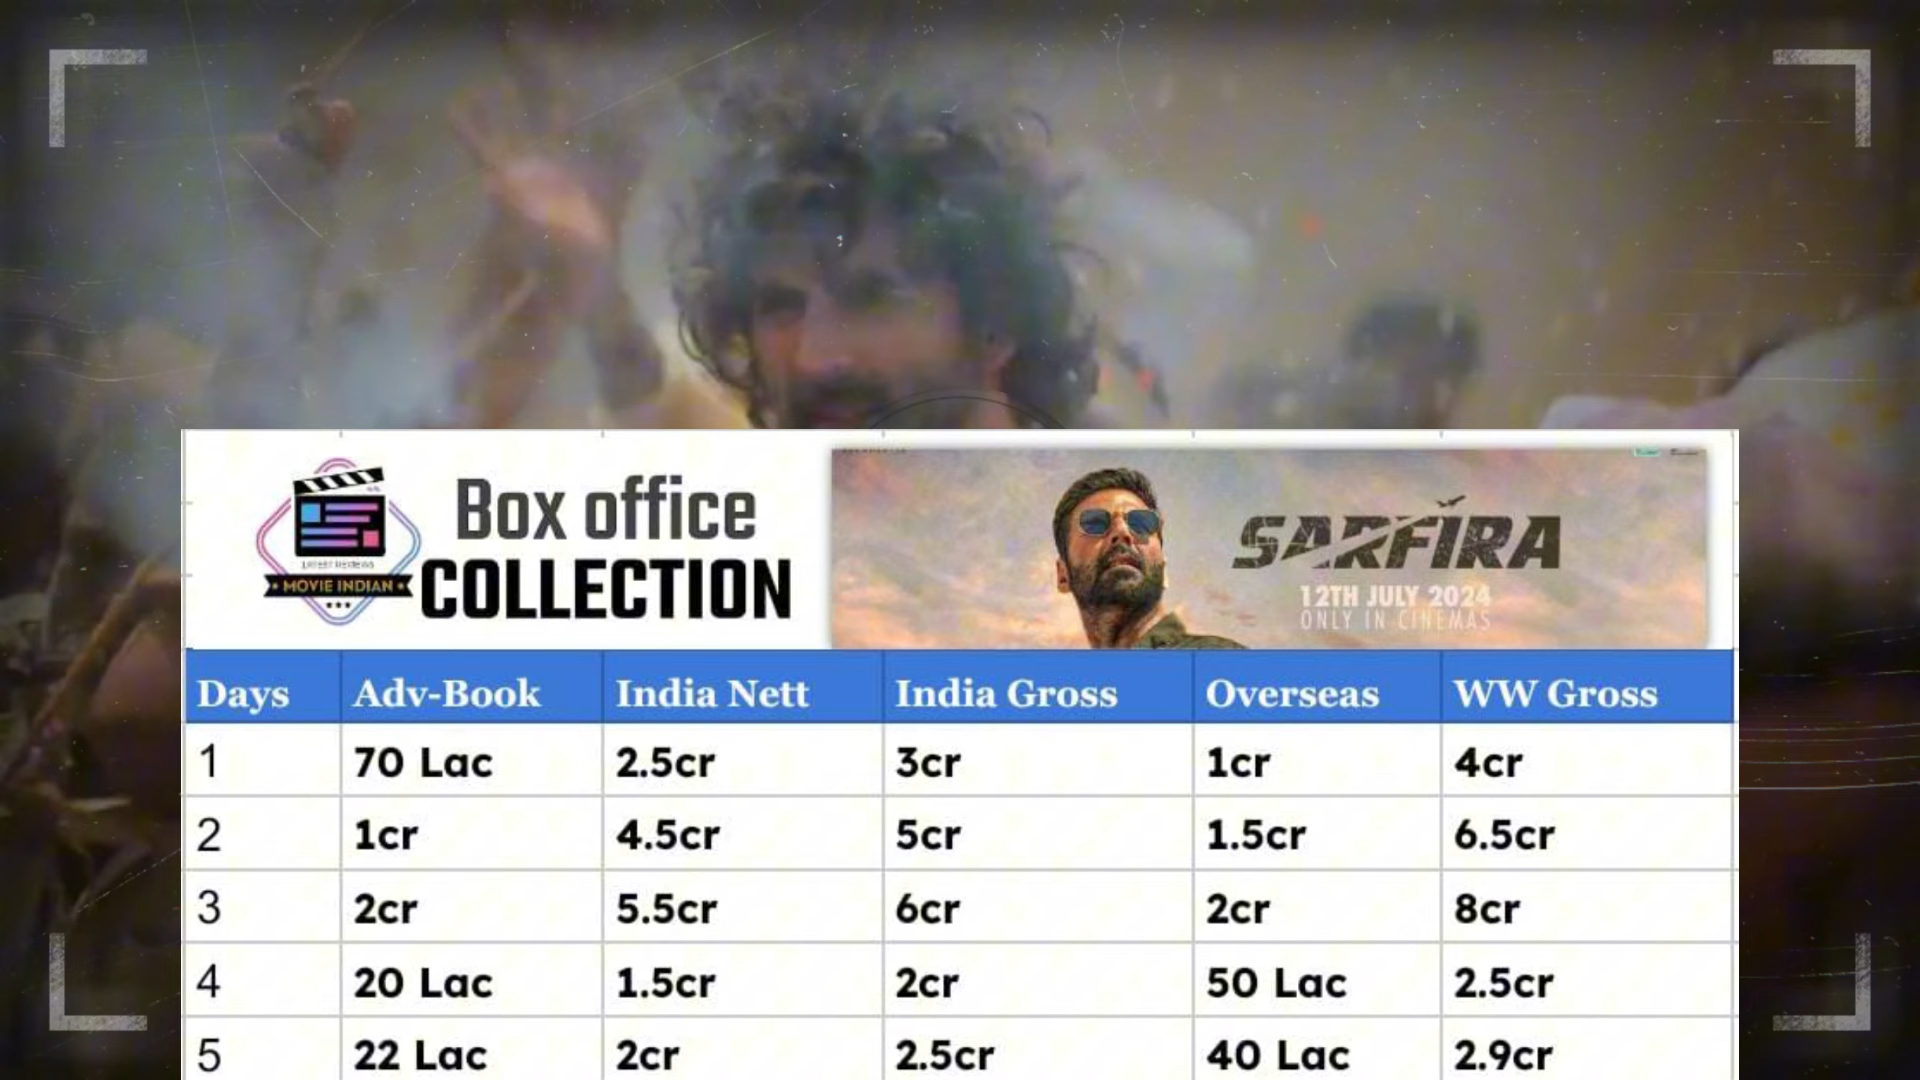 Box office
COLLECTION
LATEST REVIEWS
MOVIE INDIAN
SARFIRA
12TH JULY 2024
ONLY IN CINEMAS
Days Adv-Book India Nett India Gross Overseas WW Gross
1 70 Lac 2.5cr 3cr 1cr 4cr
2 1cr 4.5cr 5cr 1.5cr 6.5cr
3 2cr 5.5cr 6cr 2cr 8cr
4 20 Lac 1.5cr 2cr 50 Lac 2.5cr
5 22 Lac 2cr 2.5cr 40 Lac 2.9cr